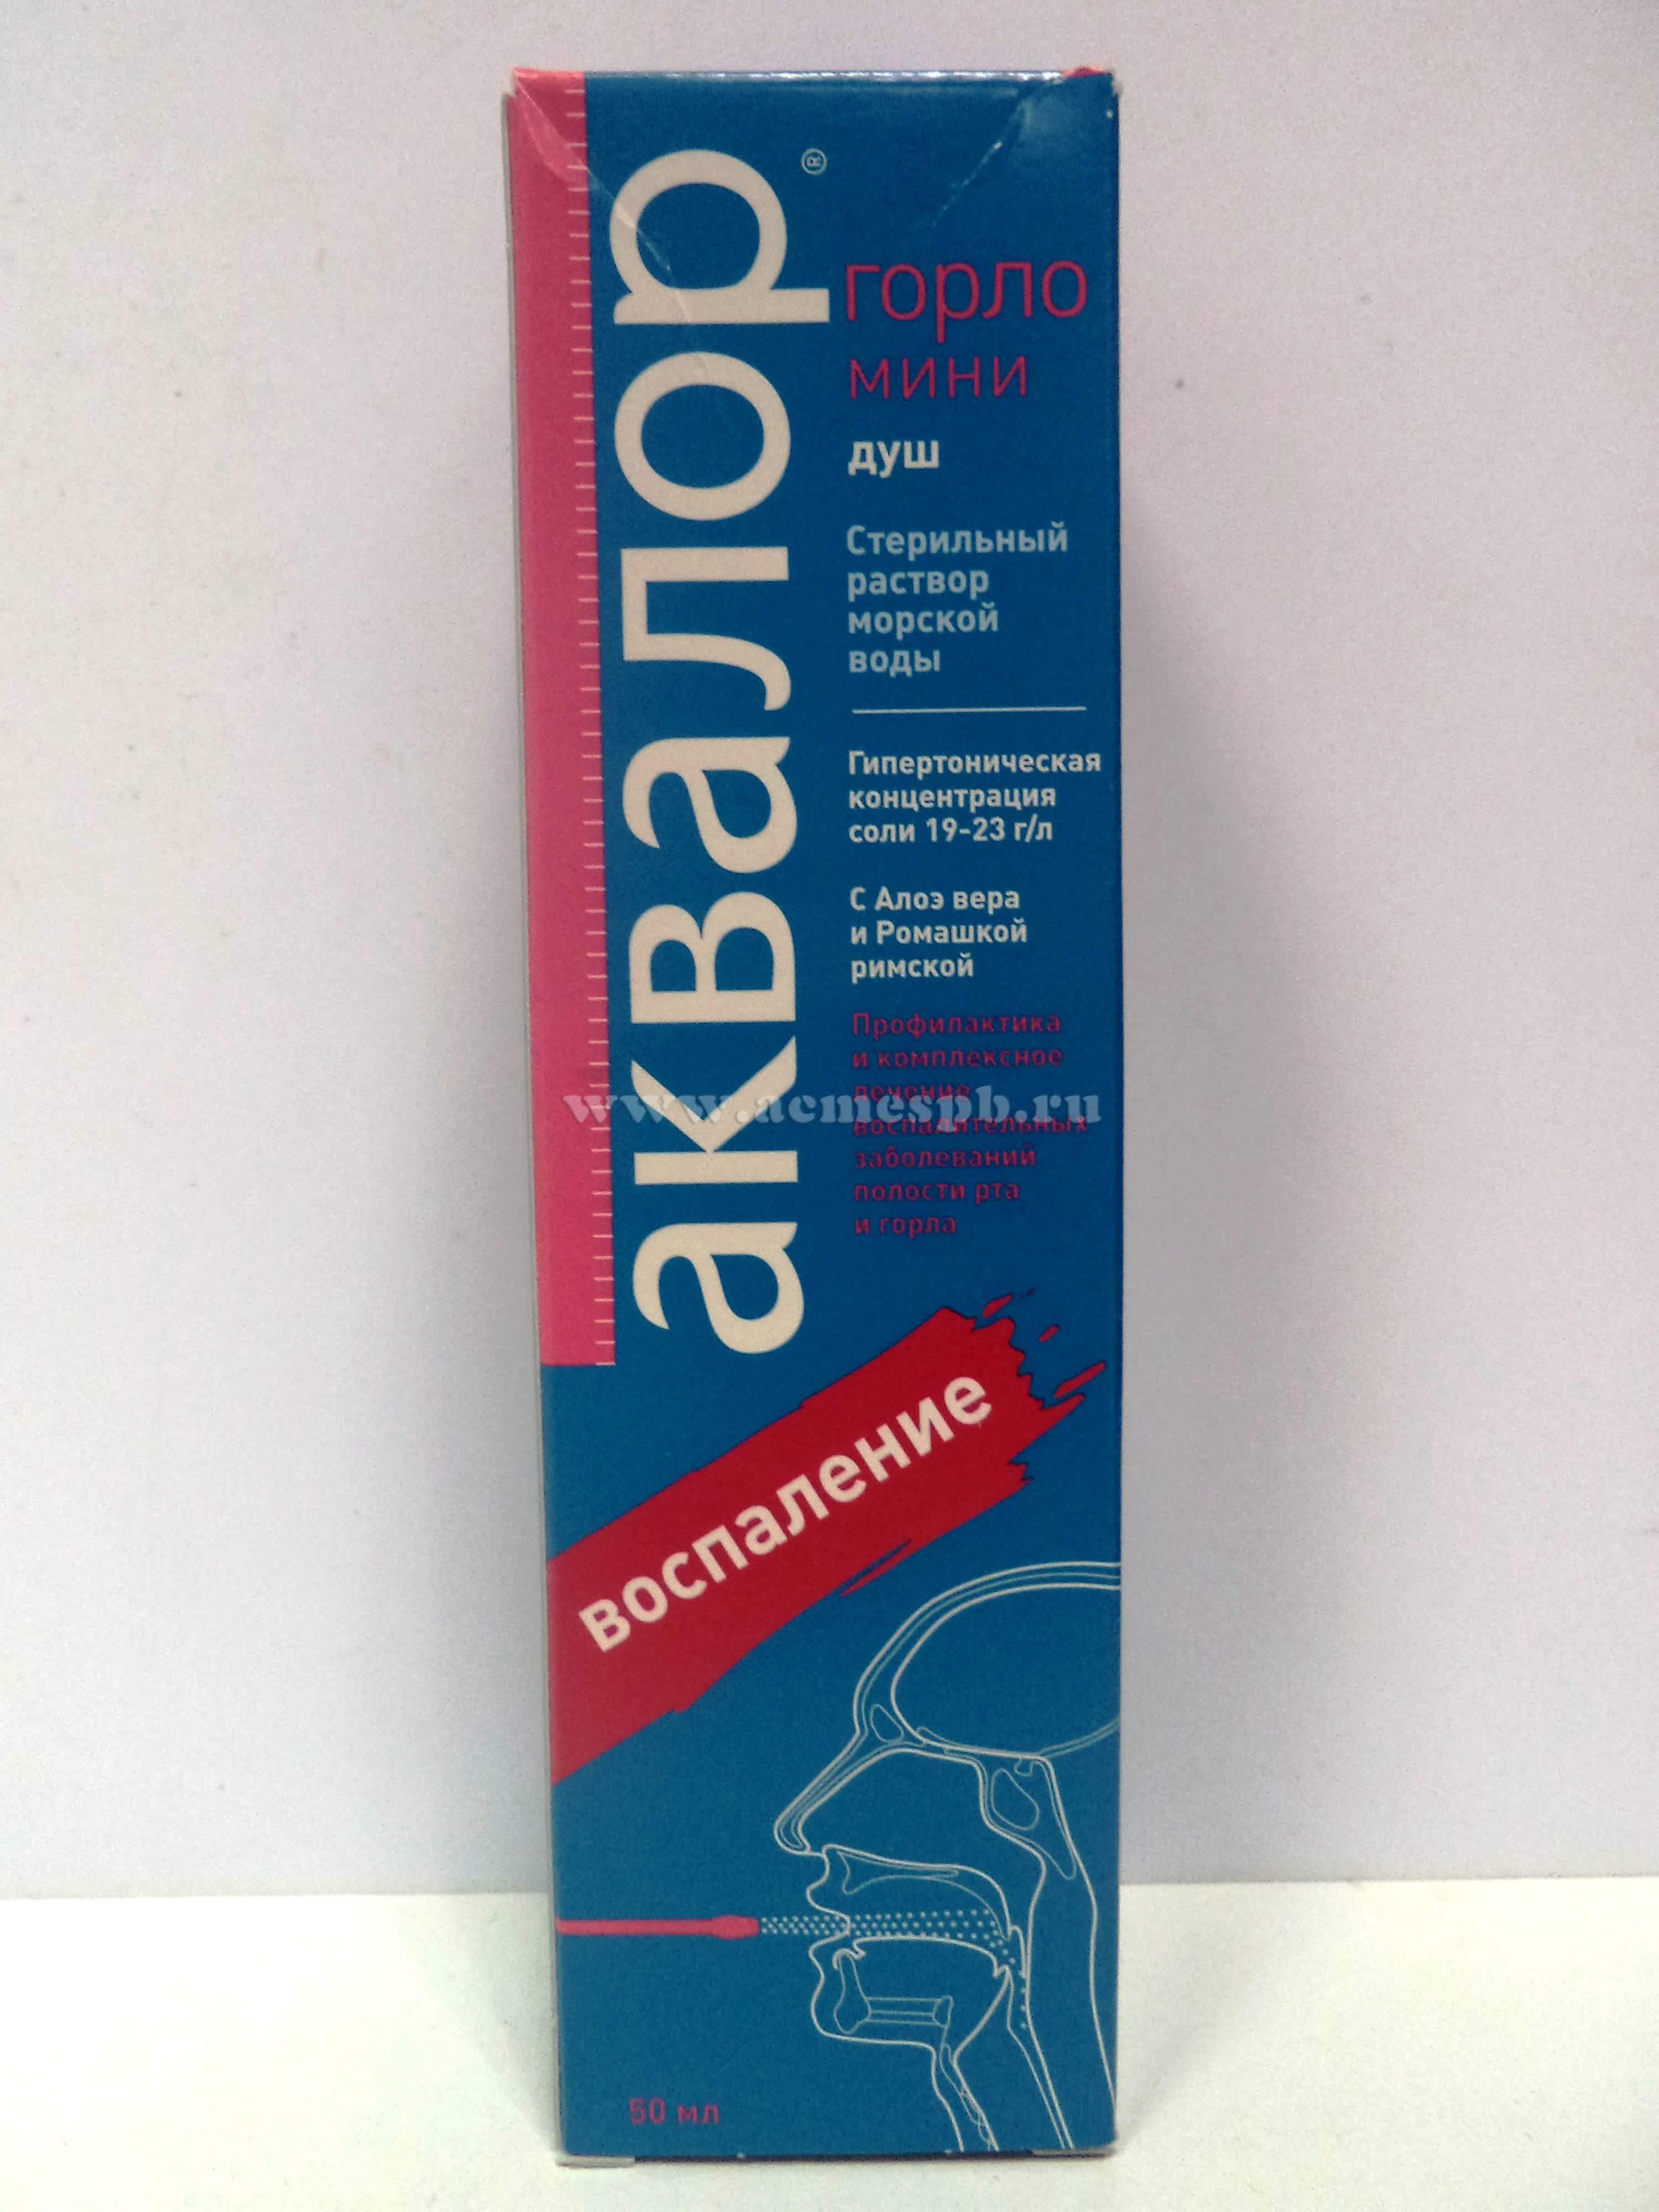 аквалор®
горло
мини
душ
Стерильный
раствор
морской
воды
Гипертоническая
концентрация
соли 19-23 г/л
С Алоэ вера
и Ромашкой
римской
Профилактика
и комплексное
лечение
воспалительных
заболеваний
полости рта
и горла
www.acmespb.ru
воспаление
50 мл